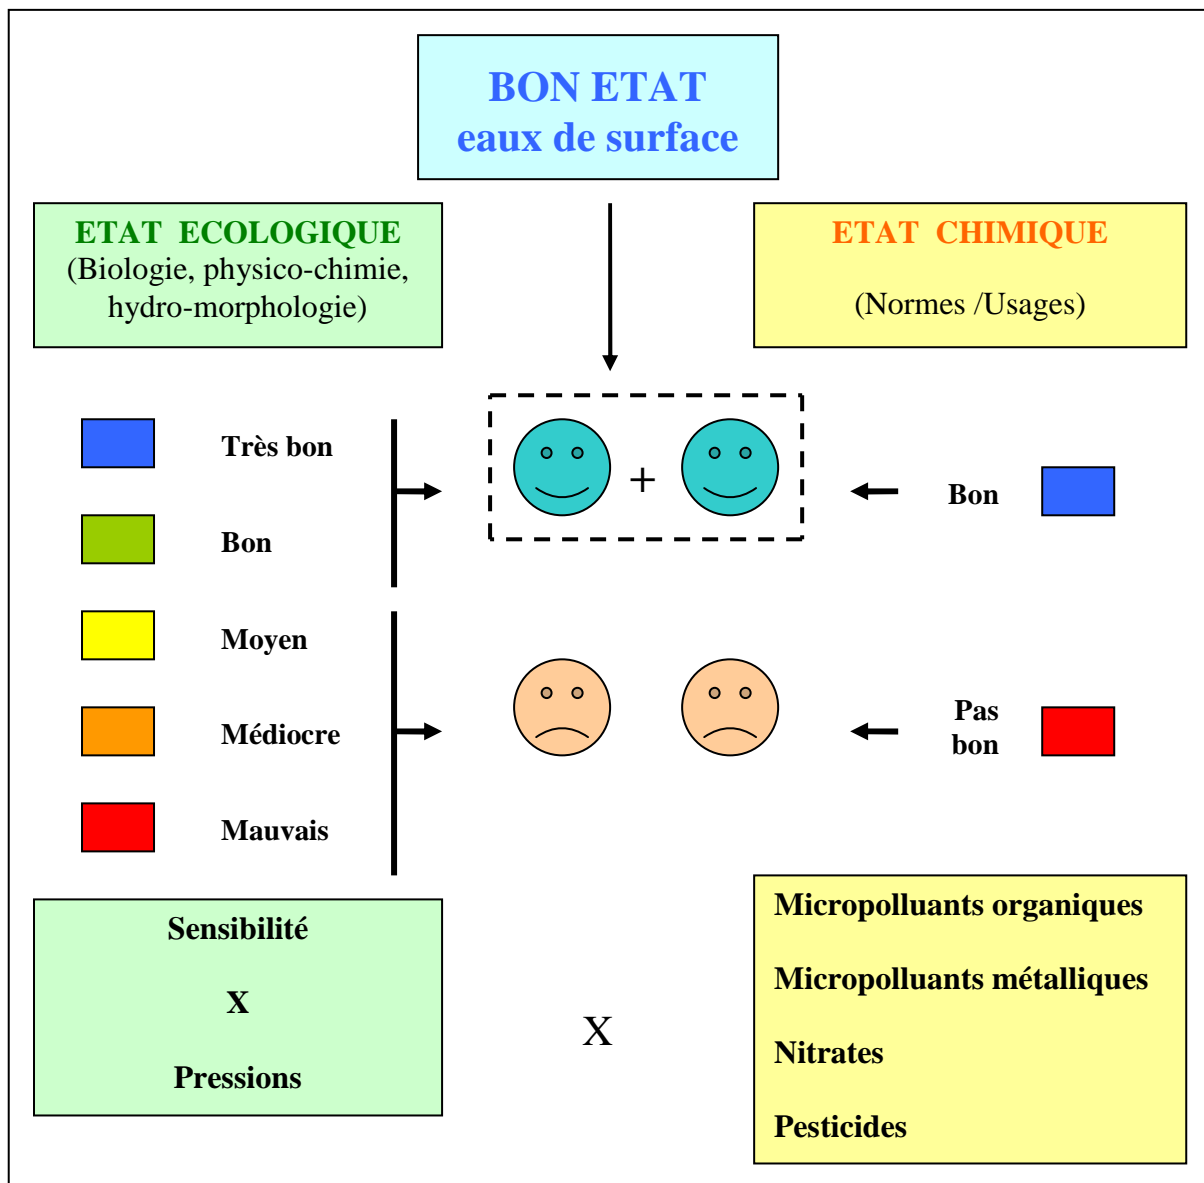 BON ETAT
eaux de surface
ETAT ECOLOGIQUE
(Biologie, physico-chimie,
hydro-morphologie)
ETAT CHIMIQUE
(Normes /Usages)
Très bon
Bon
Moyen
Médiocre
Mauvais
+
Bon
Pas
bon
Sensibilité
X
Pressions
X
Micropolluants organiques
Micropolluants métalliques
Nitrates
Pesticides